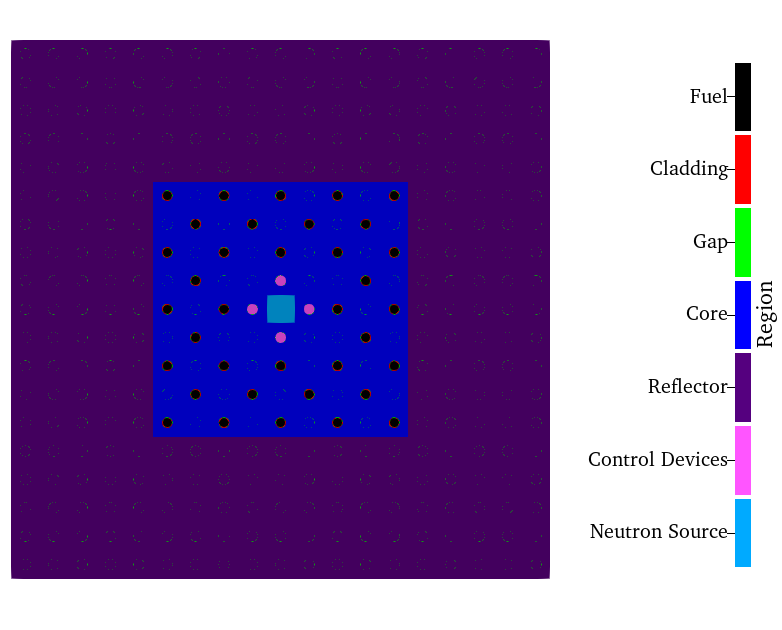 Fuel
Cladding
Gap
Core
Reflector
Control Devices
Neutron Source
Region